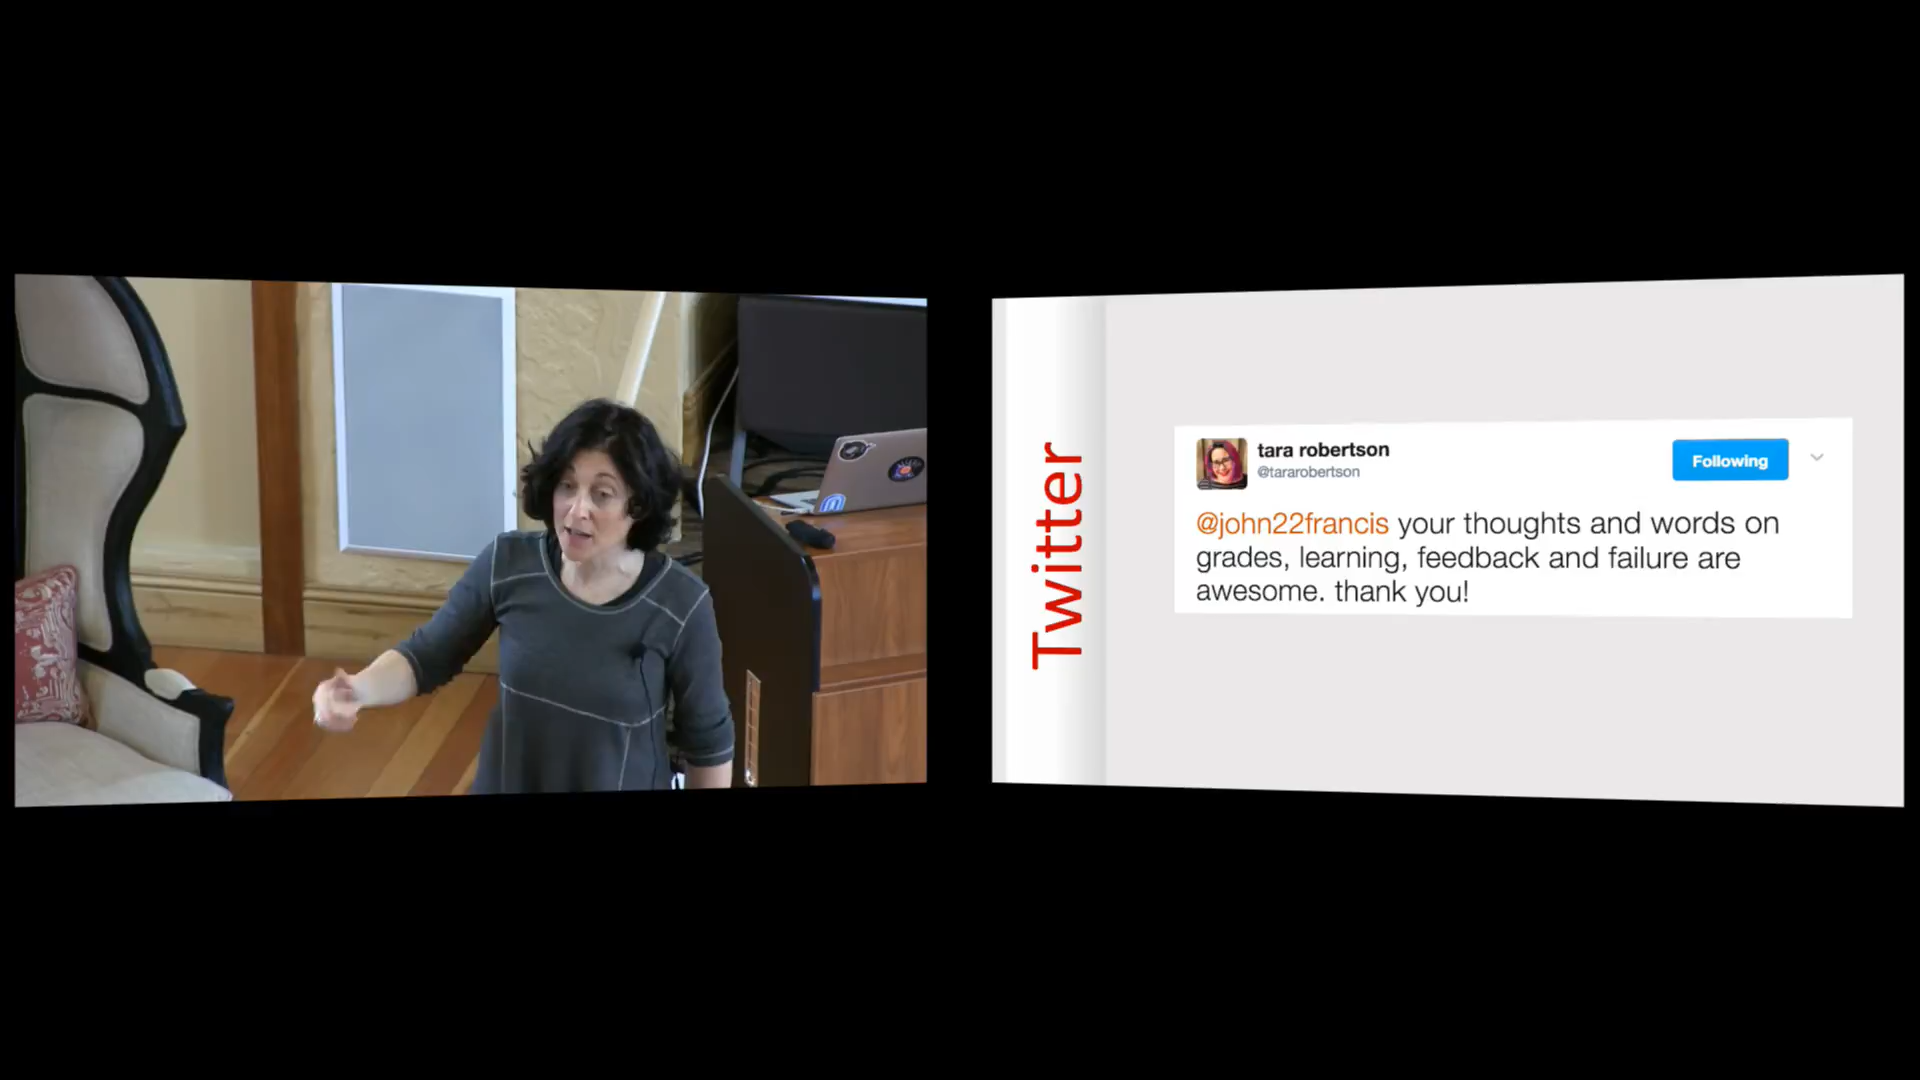 Twitter
tara robertson
@tararobertson
Following
@john22francis your thoughts and words on
grades, learning, feedback and failure are
awesome. thank you!